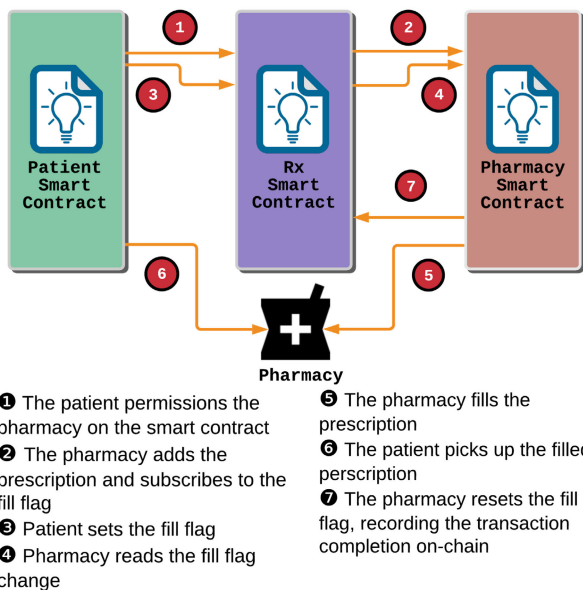 1
2
3
4
Patient
Smart
Contract
Rx
Smart
Contract
Pharmacy
Smart
Contract
7
6
5
Pharmacy
❶ The patient permissions the
pharmacy on the smart contract
❷ The pharmacy adds the
prescription and subscribes to the
fill flag
❸ Patient sets the fill flag
❹ Pharmacy reads the fill flag
change
❺ The pharmacy fills the
prescription
❻ The patient picks up the filled
perscription
❼ The pharmacy resets the fill
flag, recording the transaction
completion on-chain